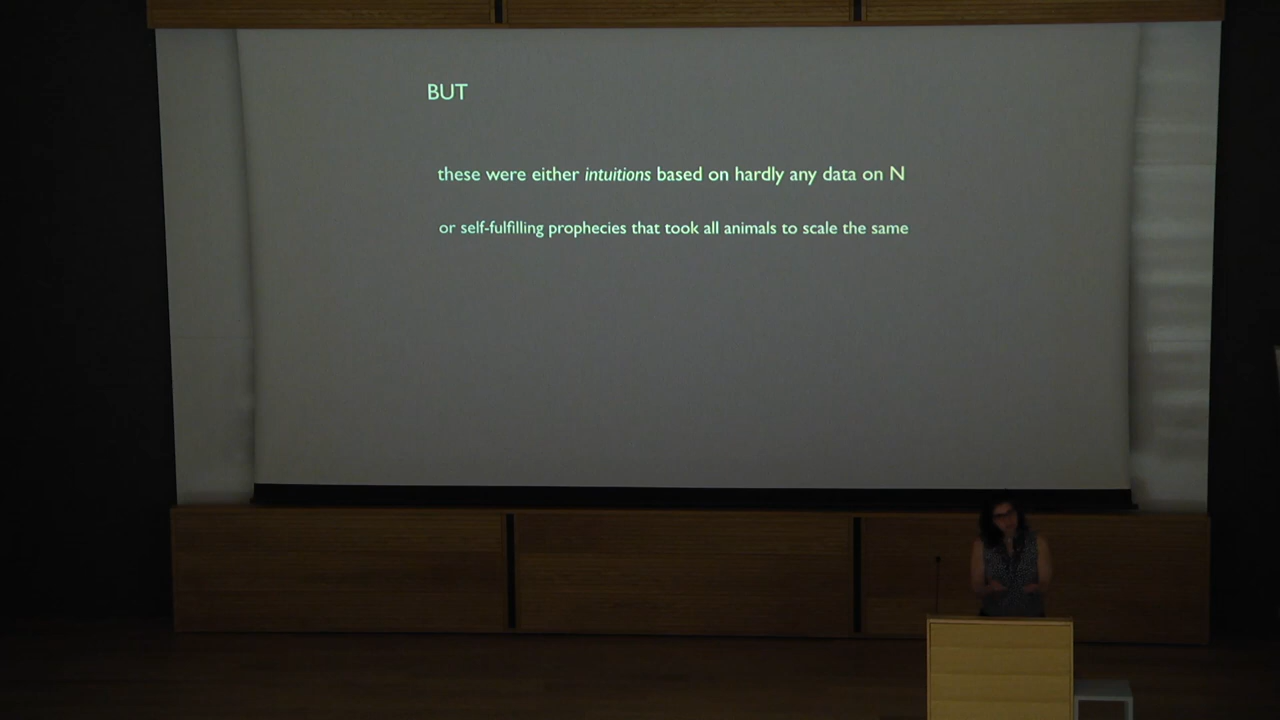 BUT
these were either intuitions based on hardly any data on N
or self-fulfilling prophecies that took all animals to scale the same